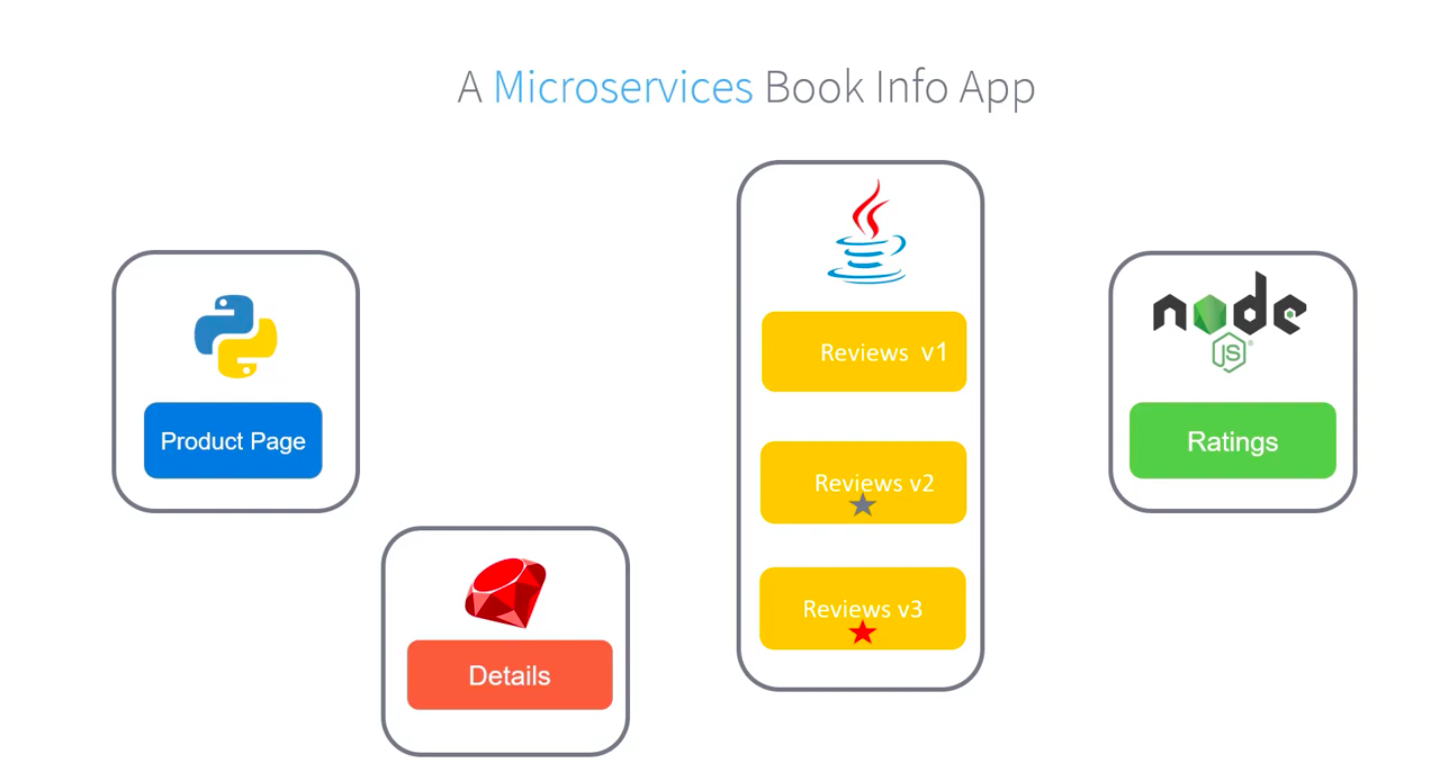 A Microservices Book Info App
Product Page
Details
Reviews v1
Reviews v2
Reviews v3
node
JS
®
Ratings